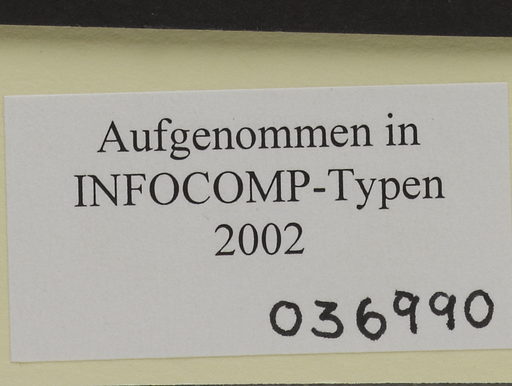 Aufgenommen in
INFOCOMP-Typen
2002
036990